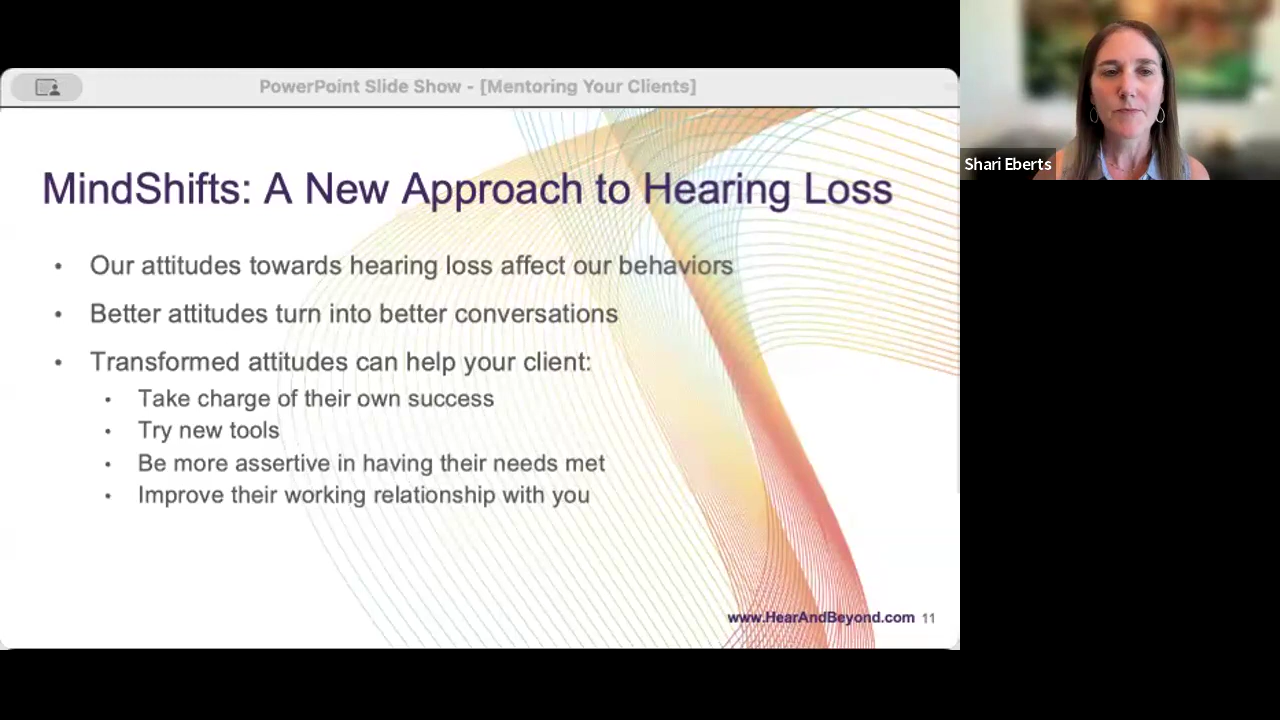 PowerPoint Slide Show - [Mentoring Your Clients]
Shari Eberts
MindShifts: A New Approach to Hearing Loss
• Our attitudes towards hearing loss affect our behaviors
• Better attitudes turn into better conversations
• Transformed attitudes can help your client:
• Take charge of their own success
• Try new tools
• Be more assertive in having their needs met
• Improve their working relationship with you
www.HearAndBeyond.com 11